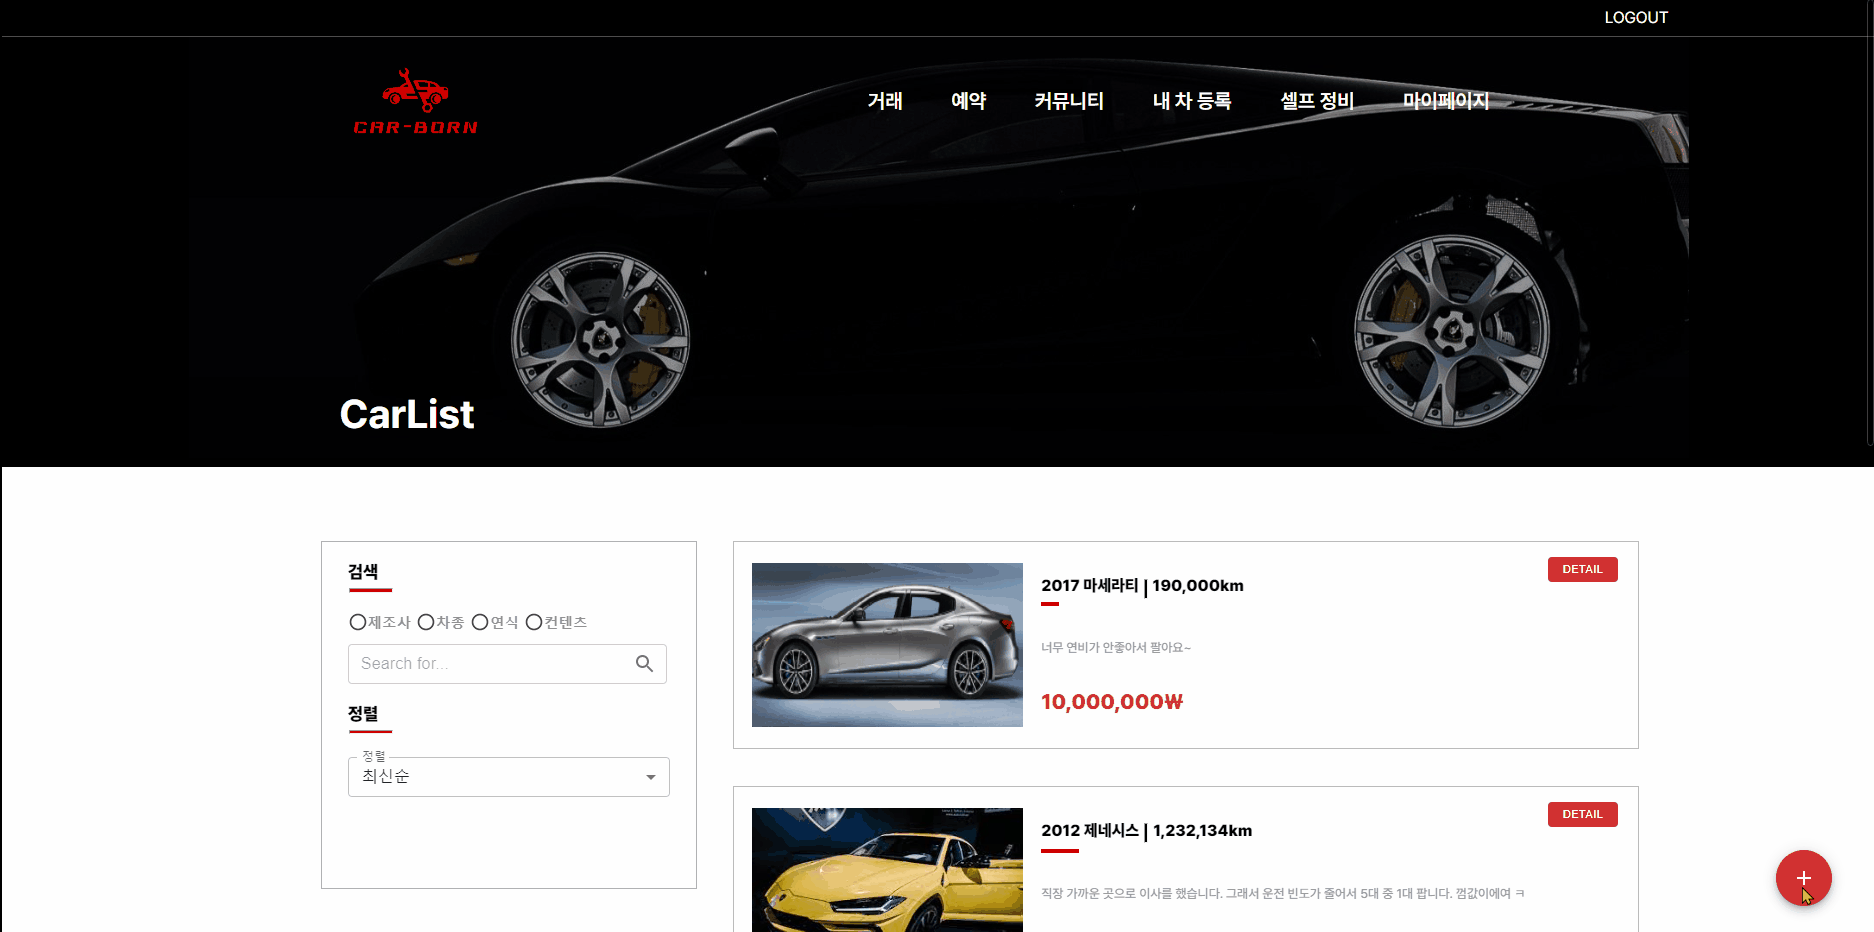 LOGOUT
CAR-BORN
거래 예약 커뮤니티 내 차 등록 셀프 정비 마이페이지
CarList
검색
제조사 차종 연식 컨텐츠
Search for...
정렬
정렬
최신순
2017 마세라티 | 190,000km
DETAIL
너무 연비가 안좋아서 팔아요~
10,000,000₩
2012 제네시스 | 1,232,134km
DETAIL
직장 가까운 곳으로 이사를 했습니다. 그래서 운전 빈도가 줄어서 5대 중 1대 팝니다. 껌값이에여 ㅋ